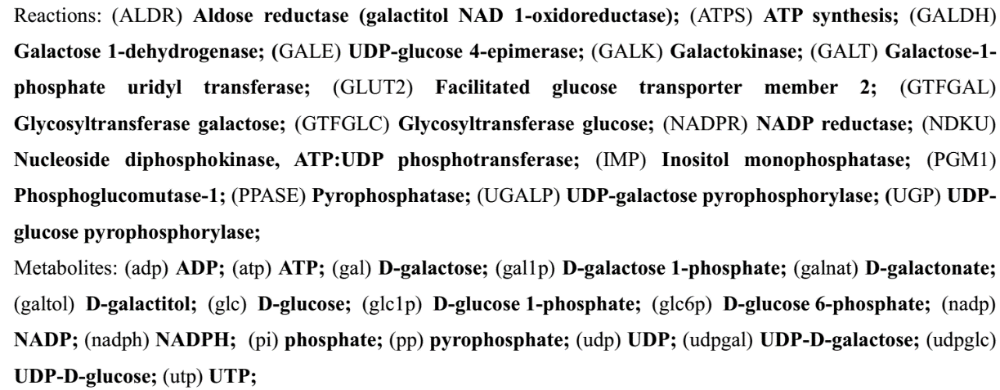 Reactions: (ALDR) Aldose reductase (galactitol NAD 1-oxidoreductase); (ATPS) ATP synthesis; (GALDH)
Galactose 1-dehydrogenase; (GALE) UDP-glucose 4-epimerase; (GALK) Galactokinase; (GALT) Galactose-1-
phosphate uridyl transferase; (GLUT2) Facilitated glucose transporter member 2; (GTFGAL)
Glycosyltransferase galactose; (GTFGLC) Glycosyltransferase glucose; (NADPR) NADP reductase; (NDKU)
Nucleoside diphosphokinase, ATP:UDP phosphotransferase; (IMP) Inositol monophosphatase; (PGM1)
Phosphoglucomutase-1; (PPASE) Pyrophosphatase; (UGALP) UDP-galactose pyrophosphorylase; (UGP) UDP-
glucose pyrophosphorylase;
Metabolites: (adp) ADP; (atp) ATP; (gal) D-galactose; (gal1p) D-galactose 1-phosphate; (galnat) D-galactonate;
(galtol) D-galactitol; (glc) D-glucose; (glc1p) D-glucose 1-phosphate; (glc6p) D-glucose 6-phosphate; (nadp)
NADP; (nadph) NADPH; (pi) phosphate; (pp) pyrophosphate; (udp) UDP; (udpgal) UDP-D-galactose; (udpglc)
UDP-D-glucose; (utp) UTP;